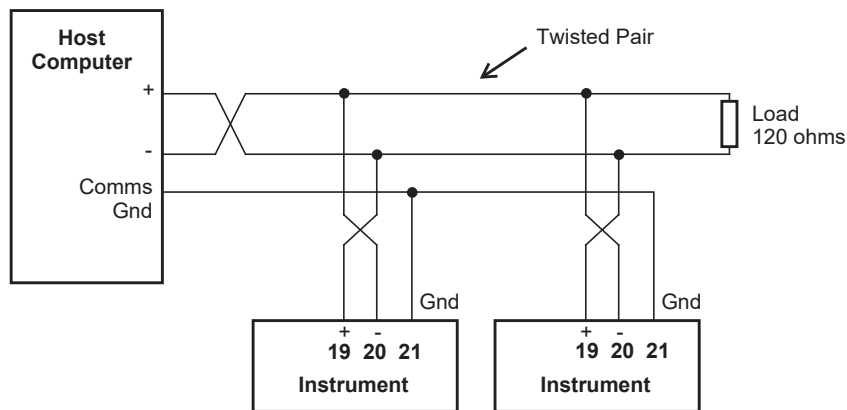 Host
Computer
Twisted Pair
+
-
Load
120 ohms
Comms
Gnd
Gnd
Gnd
+ -
19 20 21
Instrument
+ -
19 20 21
Instrument